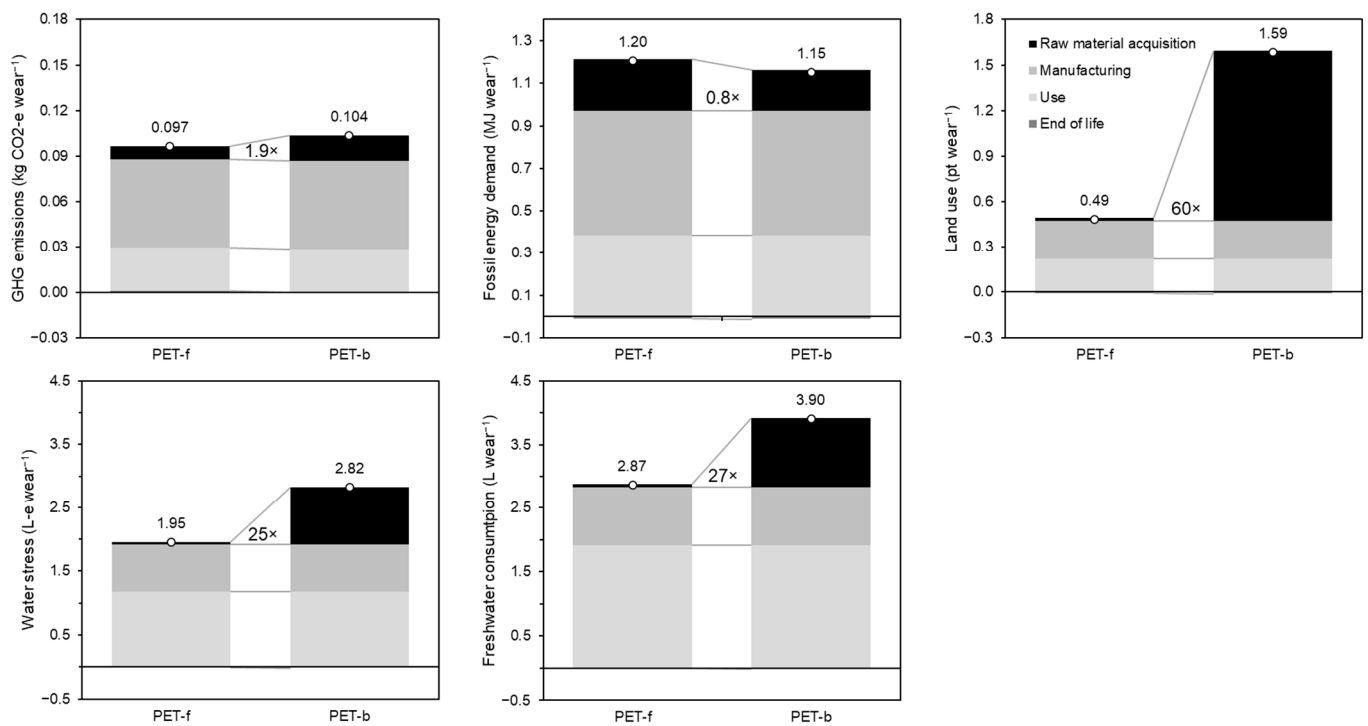 GHG emissions (kg CO2-e wear⁻¹)
0.18
0.15
0.12
0.09
0.06
0.03
0.00
−0.03
0.097
1.9×
0.104
PET-f
PET-b
Fossil energy demand (MJ wear⁻¹)
1.3
1.1
0.9
0.7
0.5
0.3
0.1
−0.1
1.20
0.8×
1.15
PET-f
PET-b
Land use (pt wear⁻¹)
1.8
1.5
1.2
0.9
0.6
0.3
0.0
−0.3
Raw material acquisition
Manufacturing
Use
End of life
0.49
60×
1.59
PET-f
PET-b
Water stress (L-e wear⁻¹)
4.5
3.5
2.5
1.5
0.5
−0.5
1.95
25×
2.82
PET-f
PET-b
Freshwater consumtpion (L wear⁻¹)
4.5
3.5
2.5
1.5
0.5
−0.5
2.87
27×
3.90
PET-f
PET-b